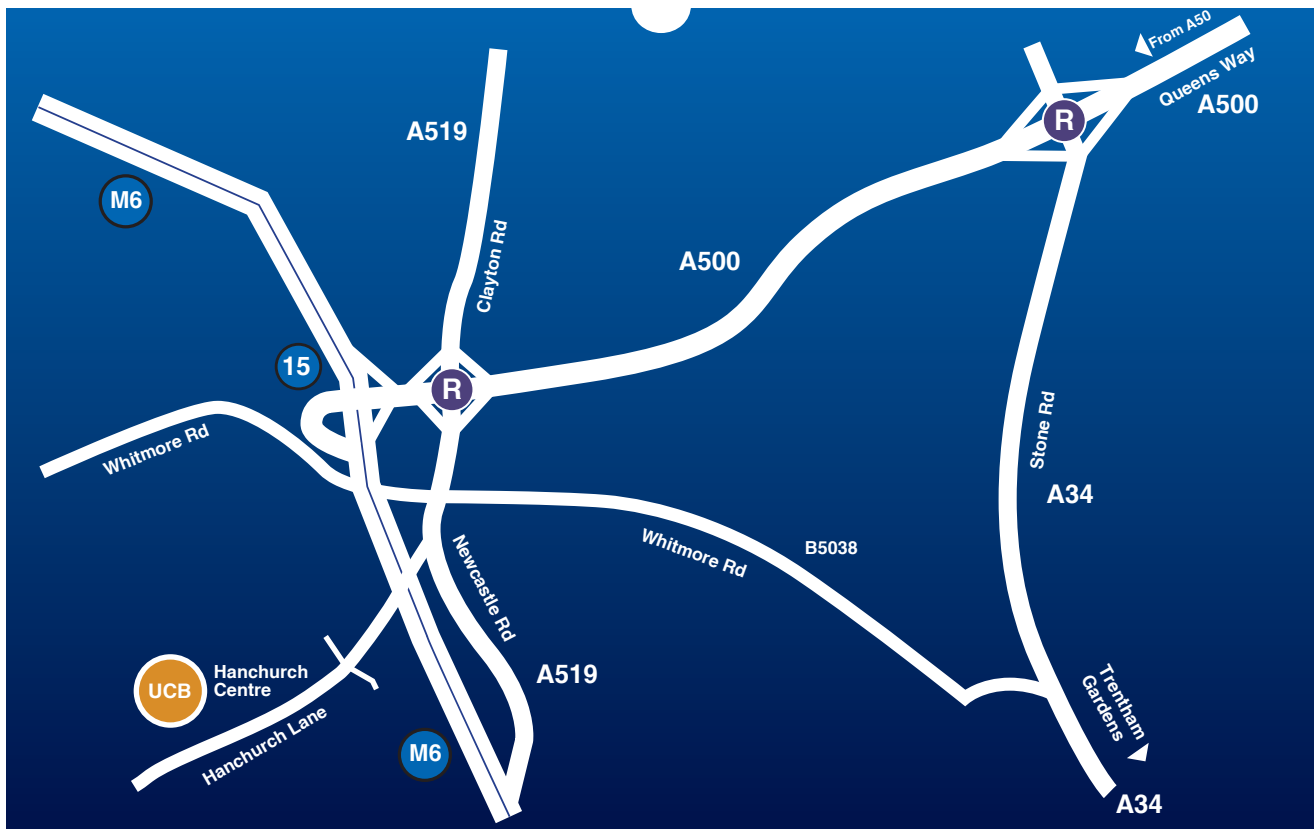 From A50
Queens Way
A500
R
A519
M6
Clayton Rd
A500
15
R
Whitmore Rd
Stone Rd
A34
Whitmore Rd
B5038
Newcastle Rd
A519
UCB
Hanchurch
Centre
Hanchurch Lane
M6
Trentham
Gardens
A34